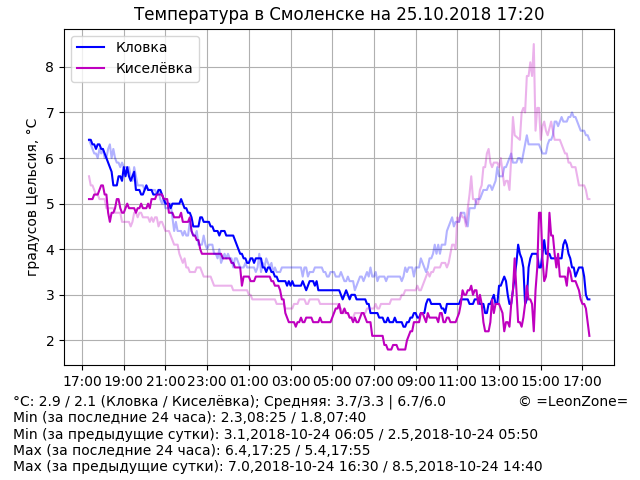 Температура в Смоленске на 25.10.2018 17:20
Кловка
Киселёвка
градусов Цельсия, °C
8
7
6
5
4
3
2
17:00 19:00 21:00 23:00 01:00 03:00 05:00 07:00 09:00 11:00 13:00 15:00 17:00
°C: 2.9 / 2.1 (Кловка / Киселёвка); Средняя: 3.7/3.3 | 6.7/6.0 © =LeonZone=
Min (за последние 24 часа): 2.3,08:25 / 1.8,07:40
Min (за предыдущие сутки): 3.1,2018-10-24 06:05 / 2.5,2018-10-24 05:50
Max (за последние 24 часа): 6.4,17:25 / 5.4,17:55
Max (за предыдущие сутки): 7.0,2018-10-24 16:30 / 8.5,2018-10-24 14:40